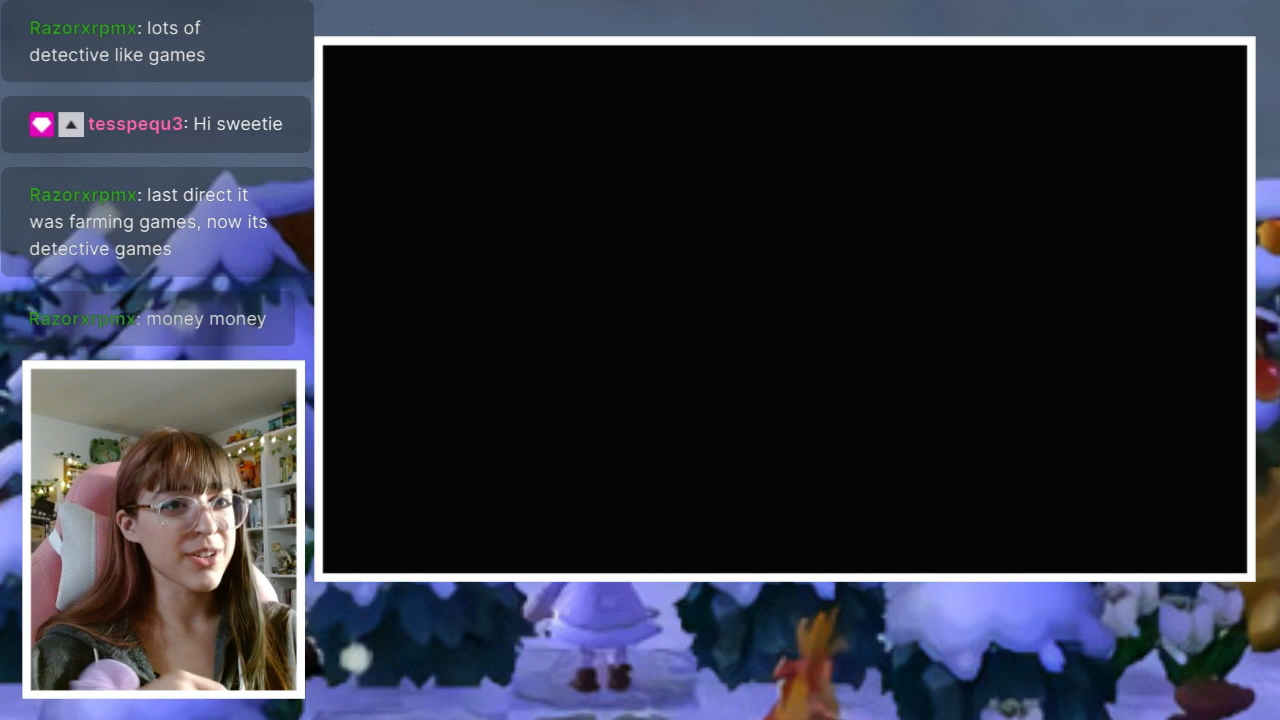 Razorxrpmx: lots of
detective like games
tesspequ3: Hi sweetie
Razorxrpmx: last direct it
was farming games, now its
detective games
Razorxrpmx: money money